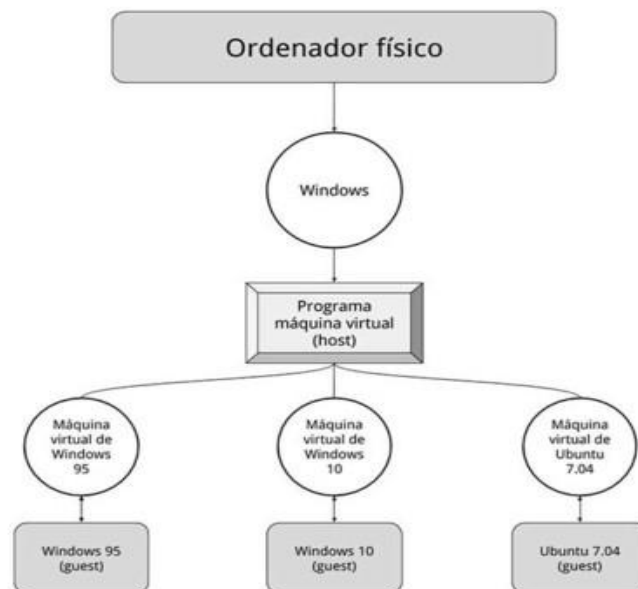 Ordenador físico
Windows
Programa
máquina virtual
(host)
Máquina
virtual de
Windows
95
Máquina
virtual de
Windows
10
Máquina
virtual de
Ubuntu
7.04
Windows 95
(guest)
Windows 10
(guest)
Ubuntu 7.04
(guest)